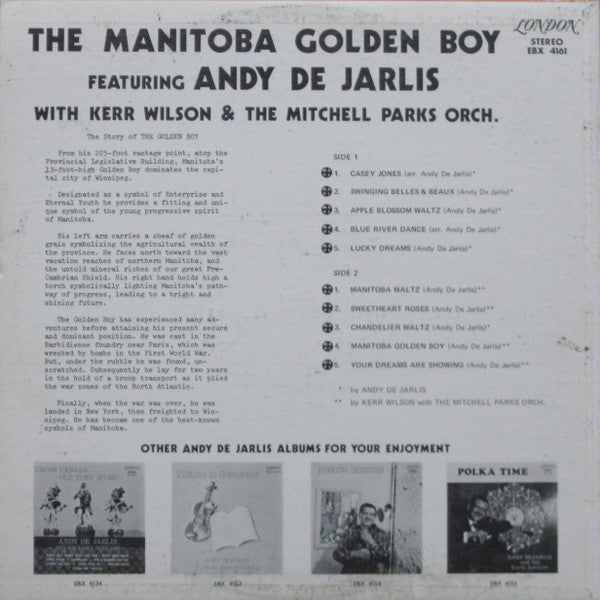 LONDON
STEREO
EBX 4161
THE MANITOBA GOLDEN BOY
FEATURING ANDY DE JARLIS
WITH KERR WILSON & THE MITCHELL PARKS ORCH.
The Story of THE GOLDEN BOY
From his 225-foot vantage point, atop the
Provincial Legislative Building, Manitoba's
13-foot-high Golden Boy dominates the capi-
tal city of Winnipeg.
Designated as a symbol of Enterprise and
Eternal Youth he provides a fitting and uni-
que symbol of the young progressive spirit
of Manitoba.
His left arm carries a sheaf of golden
grain symbolizing the agricultural wealth of
the province. He faces north toward the vast
vacation reaches of northern Manitoba, and
the untold mineral riches of our great Pre-
Cambrian Shield. His right hand holds high a
torch symbolically lighting Manitoba's path-
way of progress, leading to a bright and
shining future.
The Golden Boy has experienced many ad-
ventures before attaining his present secure
and dominant position. He was cast in the
Barbidienne foundry near Paris, which was
wrecked by bombs in the First World War.
But, under the rubble he was found, un-
scratched. Subsequently he lay for two years
in the hold of a troop transport as it plied
the war zones of the North Atlantic.
Finally, when the war was over, he was
landed in New York, then freighted to Win-
nipeg. He has become one of the best-known
symbols of Manitoba.
SIDE 1
1. CASEY JONES (arr. Andy De Jarlis)*
2. SWINGING BELLES & BEAUX (Andy De Jarlis)*
3. APPLE BLOSSOM WALTZ (Andy De Jarlis)*
4. BLUE RIVER DANCE (arr. Andy De Jarlis)*
5. LUCKY DREAMS (Andy De Jarlis)*
SIDE 2
1. MANITOBA WALTZ (Andy De Jarlis)**
2. SWEETHEART ROSES (Andy De Jarlis)**
3. CHANDELIER WALTZ (Andy De Jarlis)*
4. MANITOBA GOLDEN BOY (Andy De Jarlis)**
5. YOUR DREAMS ARE SHOWING (Andy De Jarlis)**
* by ANDY DE JARLIS
** by KERR WILSON with THE MITCHELL PARKS ORCH.
OTHER ANDY DE JARLIS ALBUMS FOR YOUR ENJOYMENT
CROSS CANADA
OLD TIME MUSIC
ANDY DE JARLIS
EBX 4124
to Remember
EBX 4153
EBX 4154
POLKA TIME
ANDY DEJARLIS
EBX 4155